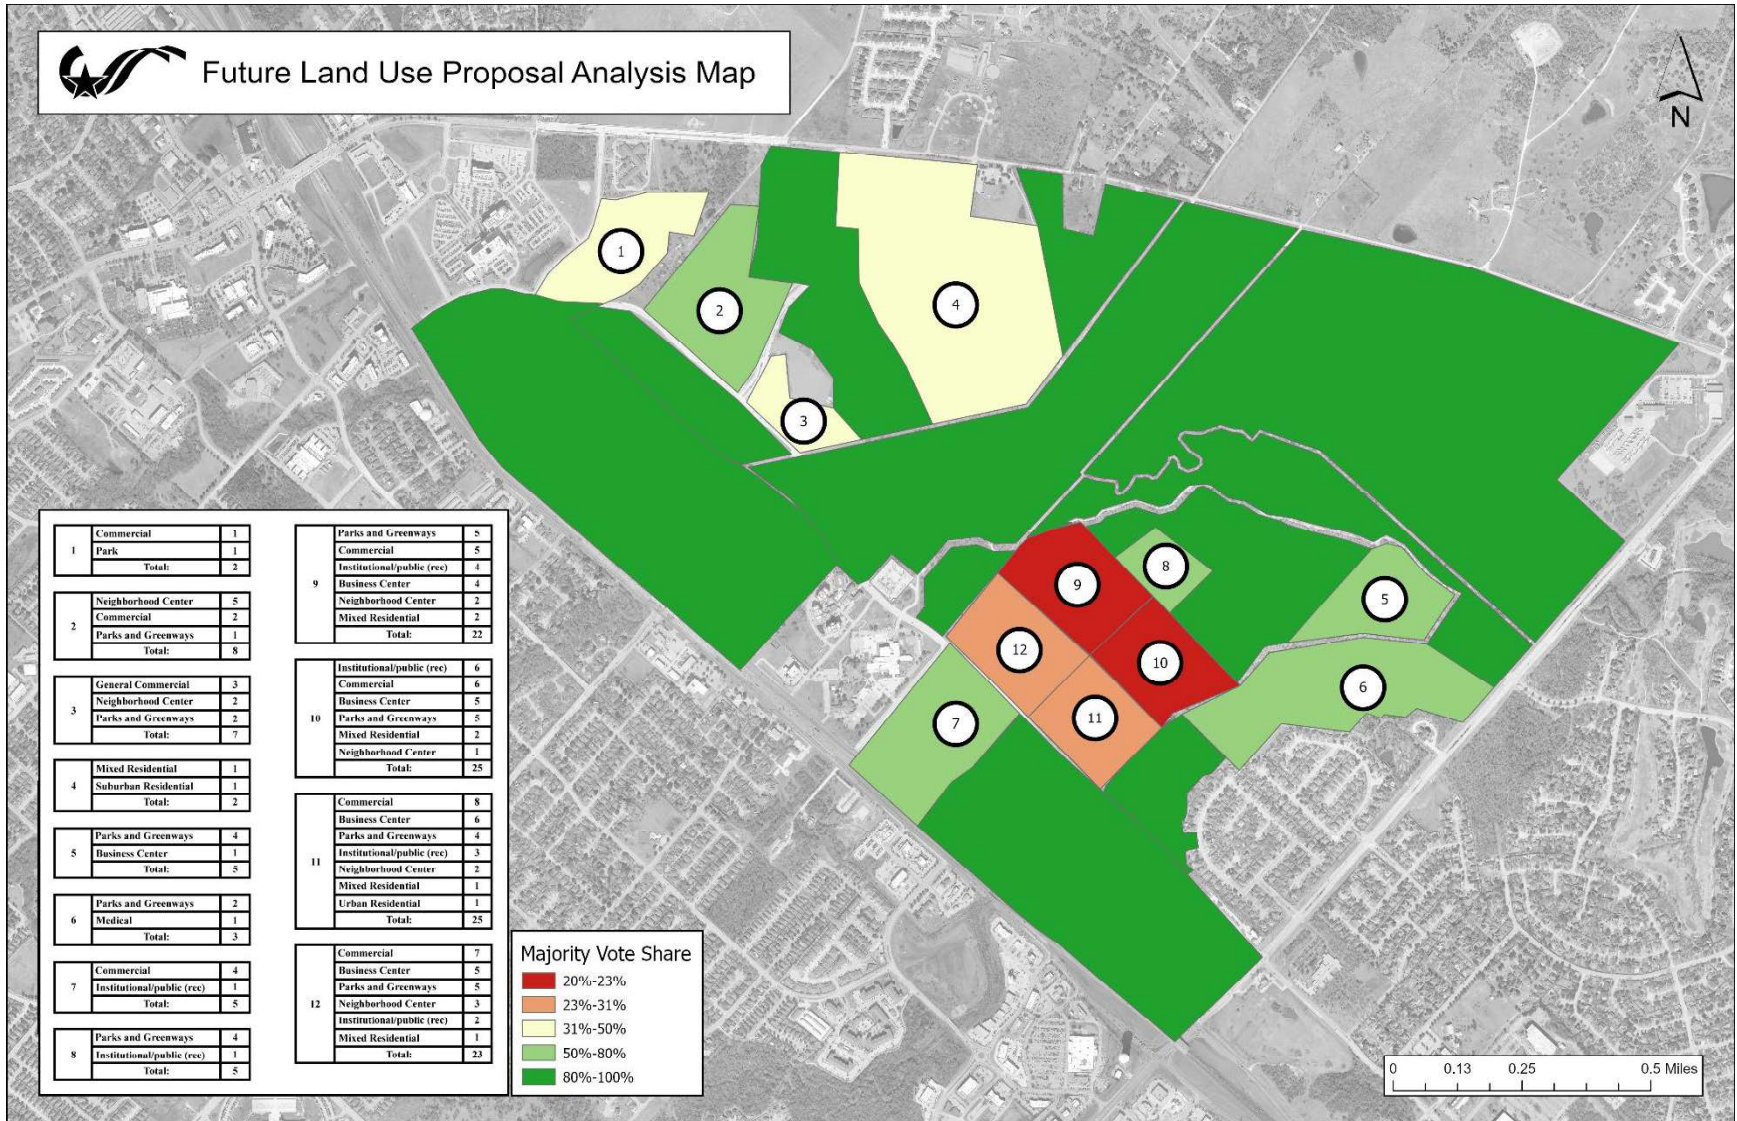 Future Land Use Proposal Analysis Map
N
1
2
3
4
5
6
7
8
9
10
11
12
1
Commercial 1
Park 1
Total: 2
2
Neighborhood Center 5
Commercial 2
Parks and Greenways 1
Total: 8
3
General Commercial 3
Neighborhood Center 2
Parks and Greenways 2
Total: 7
4
Mixed Residential 1
Suburban Residential 1
Total: 2
5
Parks and Greenways 4
Business Center 1
Total: 5
6
Parks and Greenways 2
Medical 1
Total: 3
7
Commercial 4
Institutional/public (rec) 1
Total: 5
8
Parks and Greenways 4
Institutional/public (rec) 1
Total: 5
9
Parks and Greenways 5
Commercial 5
Institutional/public (rec) 4
Business Center 4
Neighborhood Center 2
Mixed Residential 2
Total: 22
10
Institutional/public (rec) 6
Commercial 6
Business Center 5
Parks and Greenways 5
Mixed Residential 2
Neighborhood Center 1
Total: 25
11
Commercial 8
Business Center 6
Parks and Greenways 4
Institutional/public (rec) 3
Neighborhood Center 2
Mixed Residential 1
Urban Residential 1
Total: 25
12
Commercial 7
Business Center 5
Parks and Greenways 5
Neighborhood Center 3
Institutional/public (rec) 2
Mixed Residential 1
Total: 23
Majority Vote Share
20%-23%
23%-31%
31%-50%
50%-80%
80%-100%
0 0.13 0.25 0.5 Miles